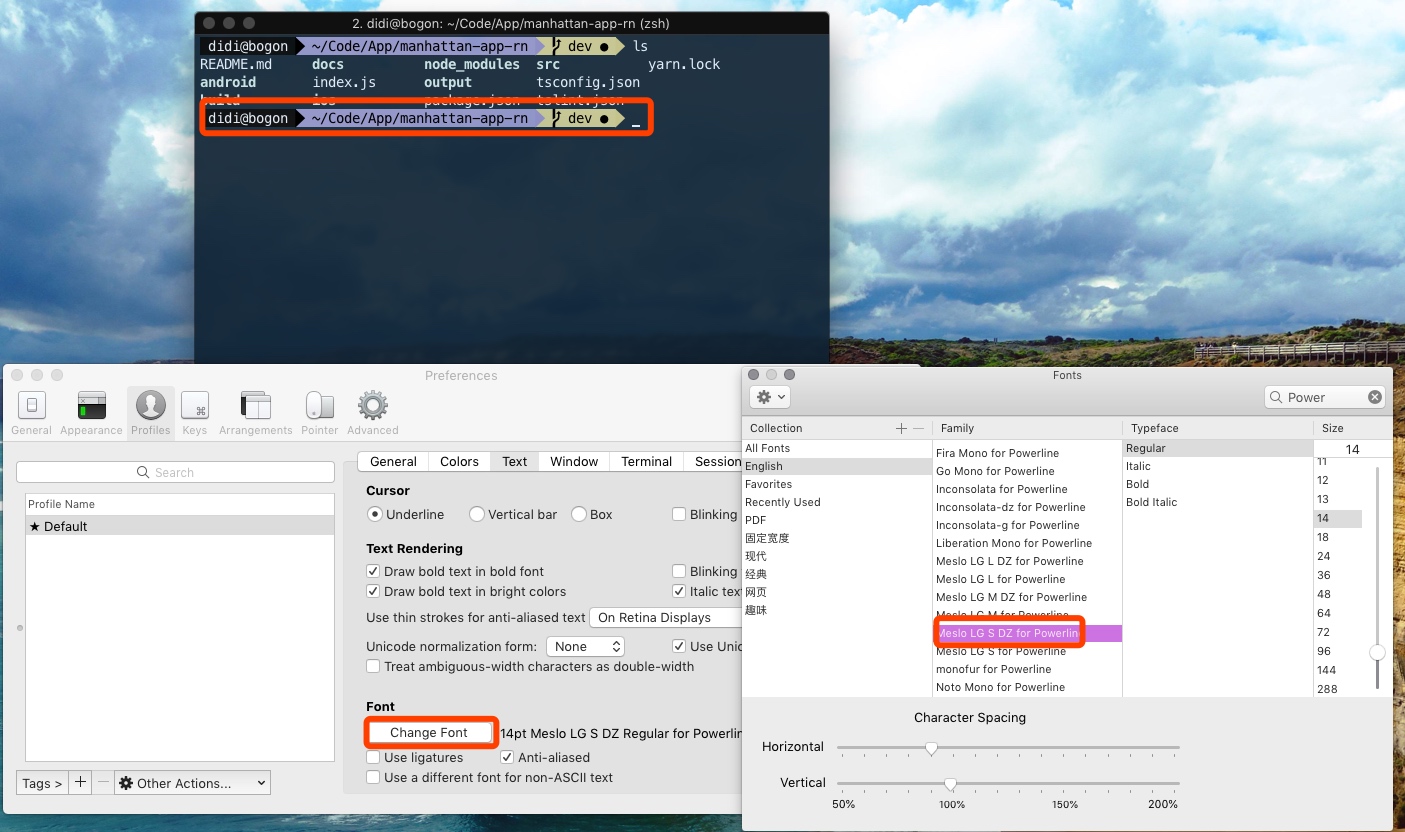 2. didi@bogon: ~/Code/App/manhattan-app-rn (zsh)
didi@bogon ~/Code/App/manhattan-app-rn dev ● ls
README.md docs node_modules src yarn.lock
android index.js output tsconfig.json
build ios package.json tslint.json
didi@bogon ~/Code/App/manhattan-app-rn dev ● _
Preferences
General Appearance Profiles Keys Arrangements Pointer Advanced
Search
Profile Name
★ Default
Tags > + − Other Actions...
General Colors Text Window Terminal Session
Cursor
Underline Vertical bar Box Blinking
Text Rendering
Draw bold text in bold font Blinking
Draw bold text in bright colors Italic text
Use thin strokes for anti-aliased text On Retina Displays
Unicode normalization form: None Use Unic
Treat ambiguous-width characters as double-width
Font
Change Font 14pt Meslo LG S DZ Regular for Powerlin
Use ligatures Anti-aliased
Use a different font for non-ASCII text
Fonts
Power
Collection + − Family Typeface Size
All Fonts
English
Favorites
Recently Used
PDF
固定宽度
现代
经典
网页
趣味
Fira Mono for Powerline
Go Mono for Powerline
Inconsolata for Powerline
Inconsolata-dz for Powerline
Inconsolata-g for Powerline
Liberation Mono for Powerline
Meslo LG L DZ for Powerline
Meslo LG L for Powerline
Meslo LG M DZ for Powerline
Meslo LG M for Powerline
Meslo LG S DZ for Powerlin
Meslo LG S for Powerline
monofur for Powerline
Noto Mono for Powerline
Regular
Italic
Bold
Bold Italic
14
11
12
13
14
18
24
36
48
64
72
96
144
288
Character Spacing
Horizontal
Vertical
50% 100% 150% 200%